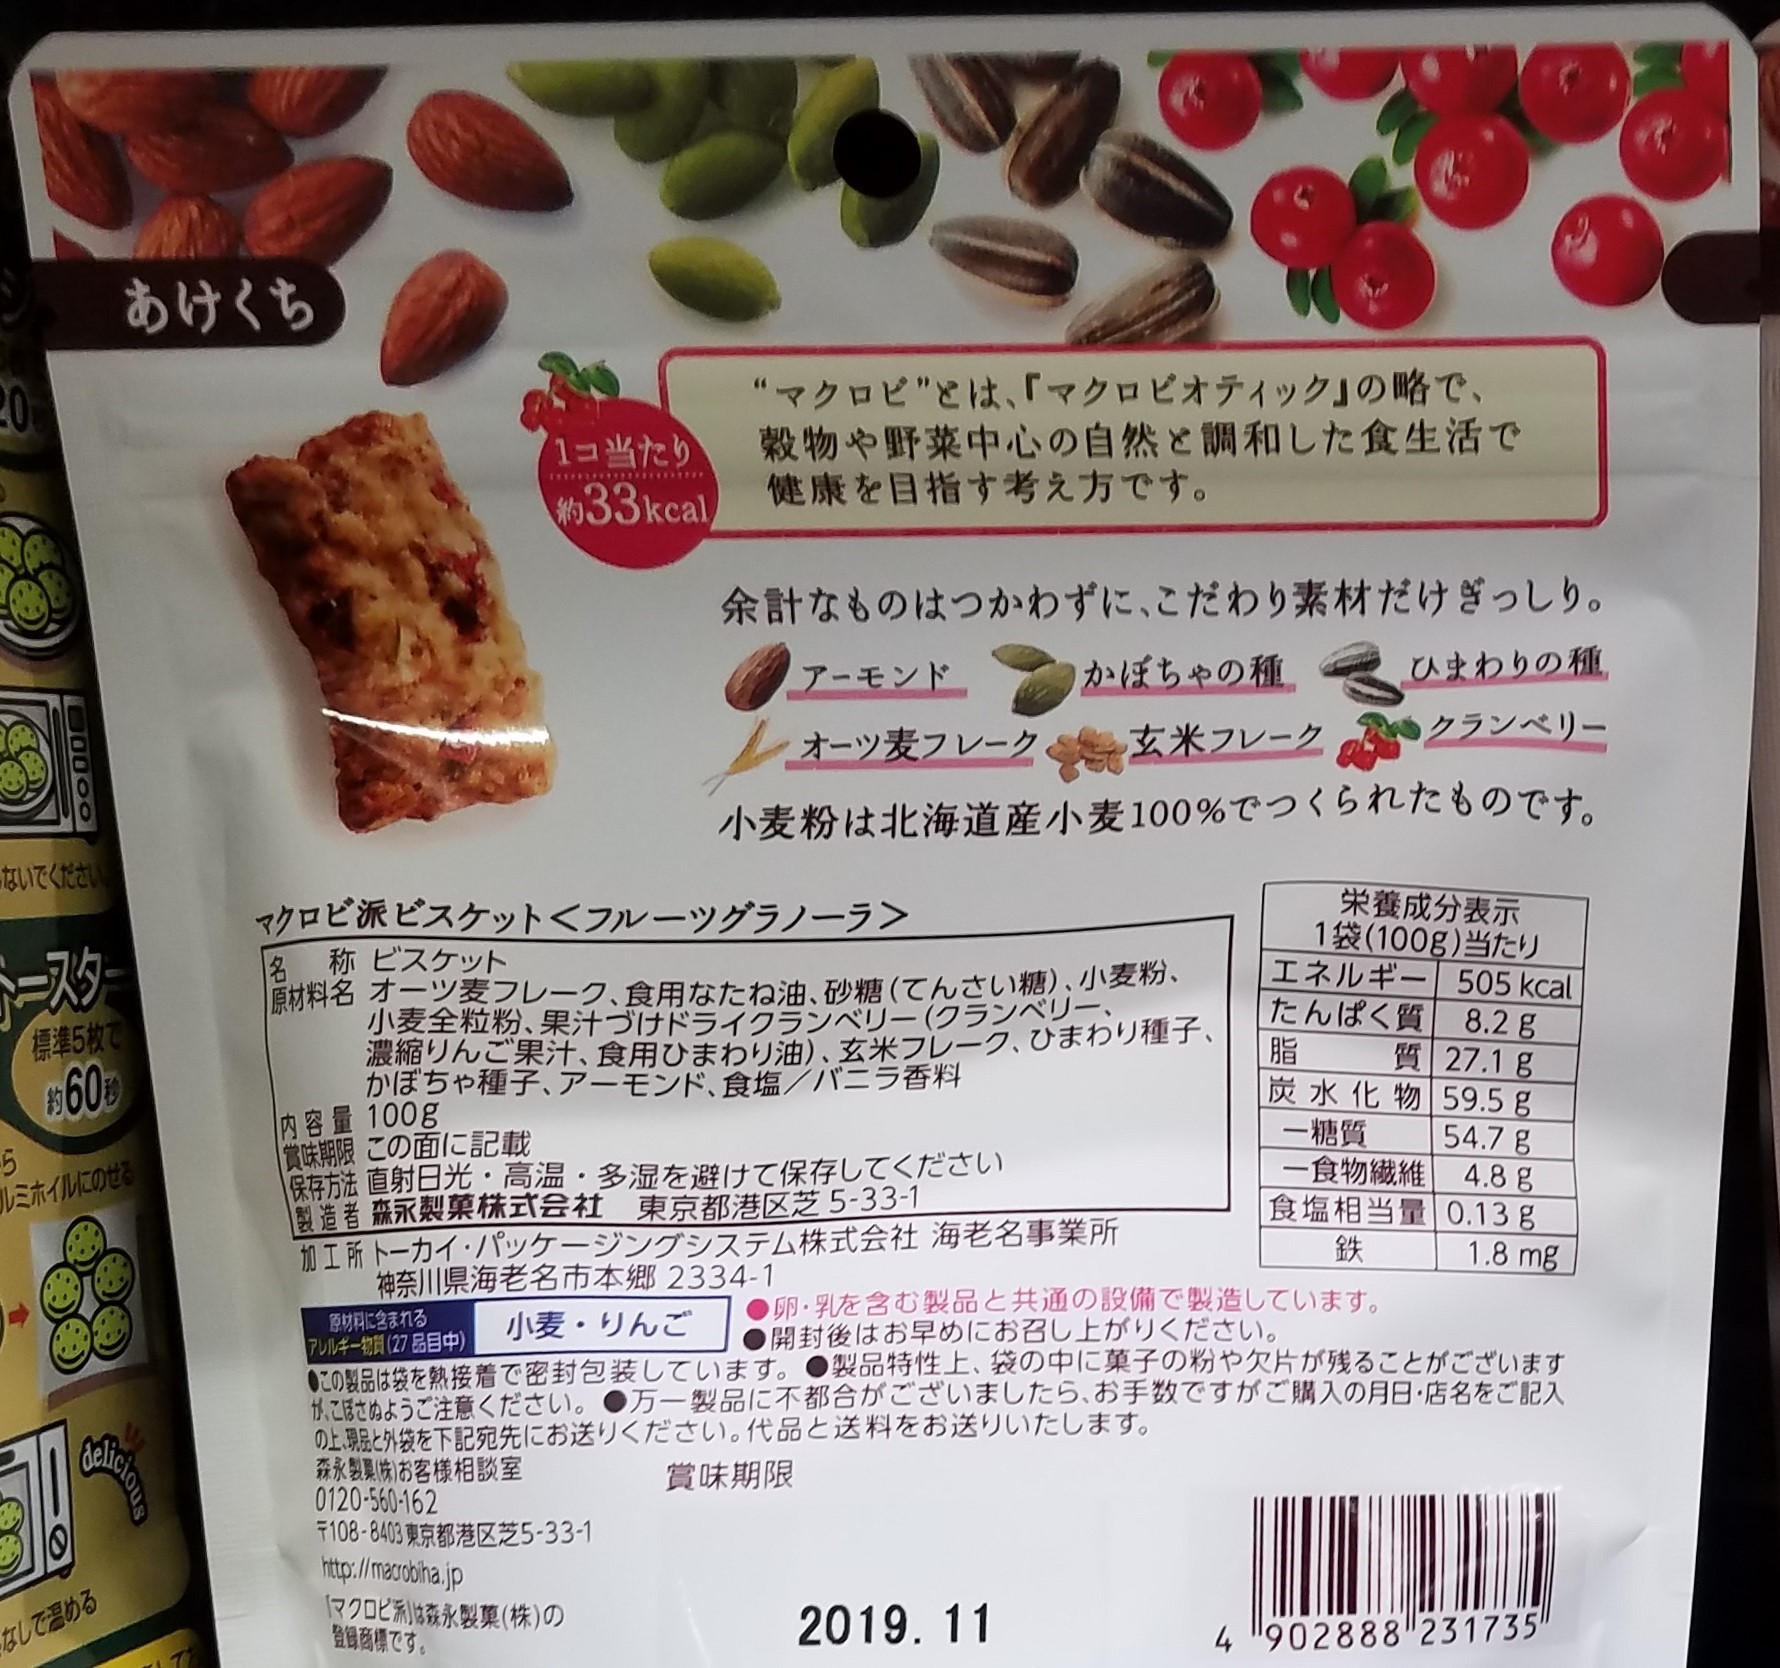 あけくち
1コ当たり
約33kcal
“マクロビ”とは、『マクロビオティック』の略で、
穀物や野菜中心の自然と調和した食生活で
健康を目指す考え方です。
余計なものはつかわずに、こだわり素材だけぎっしり。
アーモンド かぼちゃの種 ひまわりの種
オーツ麦フレーク 玄米フレーク クランベリー
小麦粉は北海道産小麦100%でつくられたものです。
マクロビ派ビスケット<フルーツグラノーラ>
名称 ビスケット
原材料名 オーツ麦フレーク、食用なたね油、砂糖(てんさい糖)、小麦粉、
小麦全粒粉、果汁づけドライクランベリー(クランベリー、
濃縮りんご果汁、食用ひまわり油)、玄米フレーク、ひまわり種子、
かぼちゃ種子、アーモンド、食塩/バニラ香料
内容量 100g
賞味期限 この面に記載
保存方法 直射日光・高温・多湿を避けて保存してください
製造者 森永製菓株式会社 東京都港区芝5-33-1
加工所 トーカイ・パッケージングシステム株式会社 海老名事業所
神奈川県海老名市本郷 2334-1
栄養成分表示
1袋(100g)当たり
エネルギー 505 kcal
たんぱく質 8.2 g
脂質 27.1 g
炭水化物 59.5 g
-糖質 54.7 g
-食物繊維 4.8 g
食塩相当量 0.13 g
鉄 1.8 mg
原材料に含まれる
アレルギー物質(27品目中)
小麦・りんご
●卵・乳を含む製品と共通の設備で製造しています。
●開封後はお早めにお召し上がりください。
●この製品は袋を熱接着で密封包装しています。●製品特性上、袋の中に菓子の粉や欠片が残ることがございます
が、こぼさぬようご注意ください。●万一製品に不都合がございましたら、お手数ですがご購入の月日・店名をご記入
の上、現品と外袋を下記宛先にお送りください。代品と送料をお送りいたします。
森永製菓(株)お客様相談室
0120-560-162
〒108-8403 東京都港区芝5-33-1
http://macrobiha.jp
「マクロビ派」は森永製菓(株)の
登録商標です。
賞味期限
2019.11
4 902888 231735
ないでください
トースター
標準5枚で
約60秒
ルミホイルにのせる
delicious
なしで温める